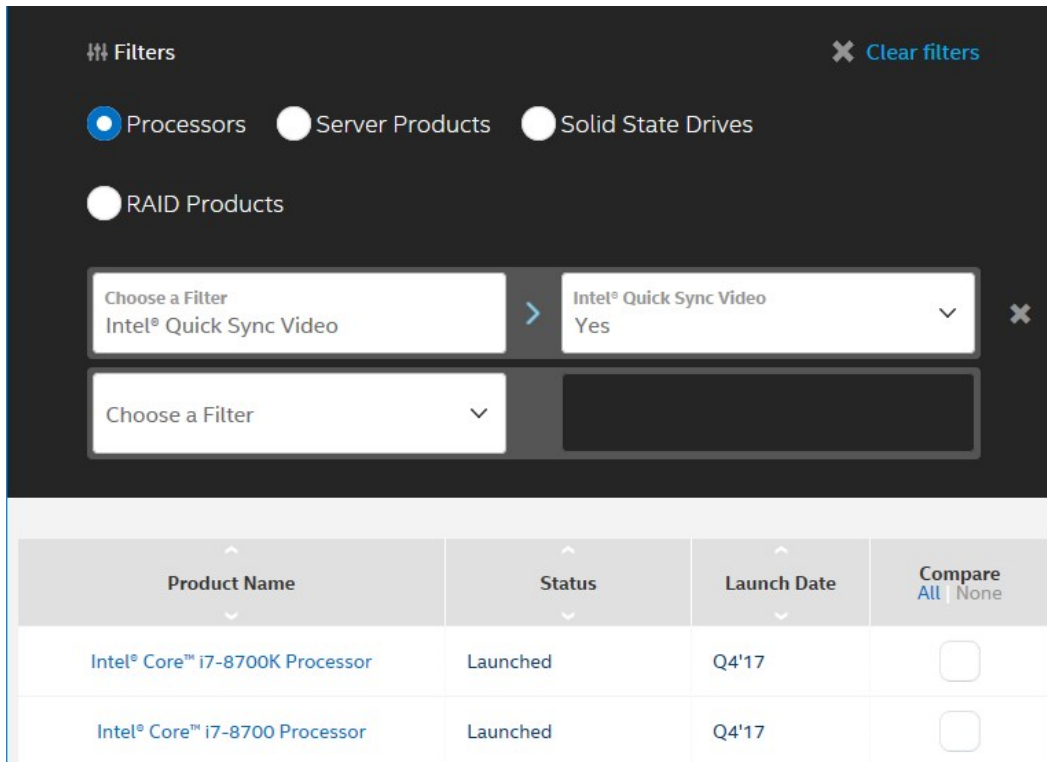 Filters
Clear filters
Processors Server Products Solid State Drives
RAID Products
Choose a Filter
Intel® Quick Sync Video
Intel® Quick Sync Video
Yes
Choose a Filter
Product Name Status Launch Date Compare
All | None
Intel® Core™ i7-8700K Processor Launched Q4'17
Intel® Core™ i7-8700 Processor Launched Q4'17